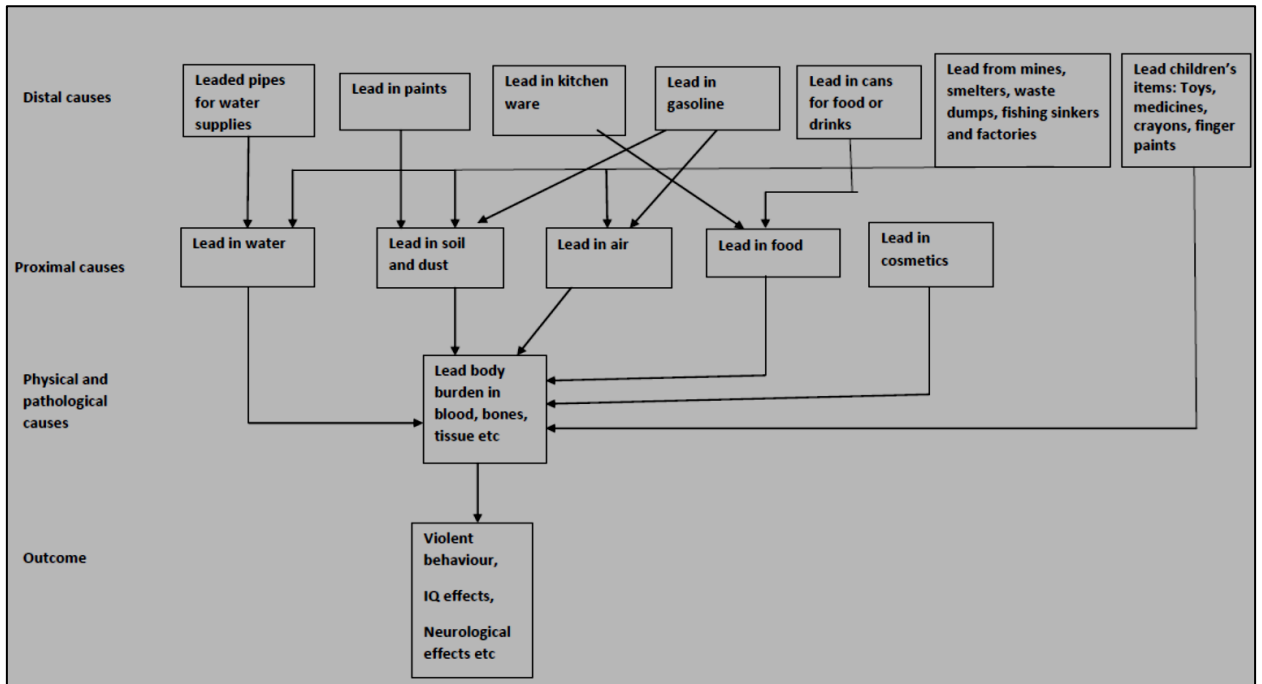 Distal causes
Leaded pipes
for water
supplies
Lead in paints
Lead in kitchen
ware
Lead in
gasoline
Lead in cans
for food or
drinks
Lead from mines,
smelters, waste
dumps, fishing sinkers
and factories
Lead children's
items: Toys,
medicines,
crayons, finger
paints
Proximal causes
Lead in water
Lead in soil
and dust
Lead in air
Lead in food
Lead in
cosmetics
Physical and
pathological
causes
Lead body
burden in
blood, bones,
tissue etc
Outcome
Violent
behaviour,
IQ effects,
Neurological
effects etc